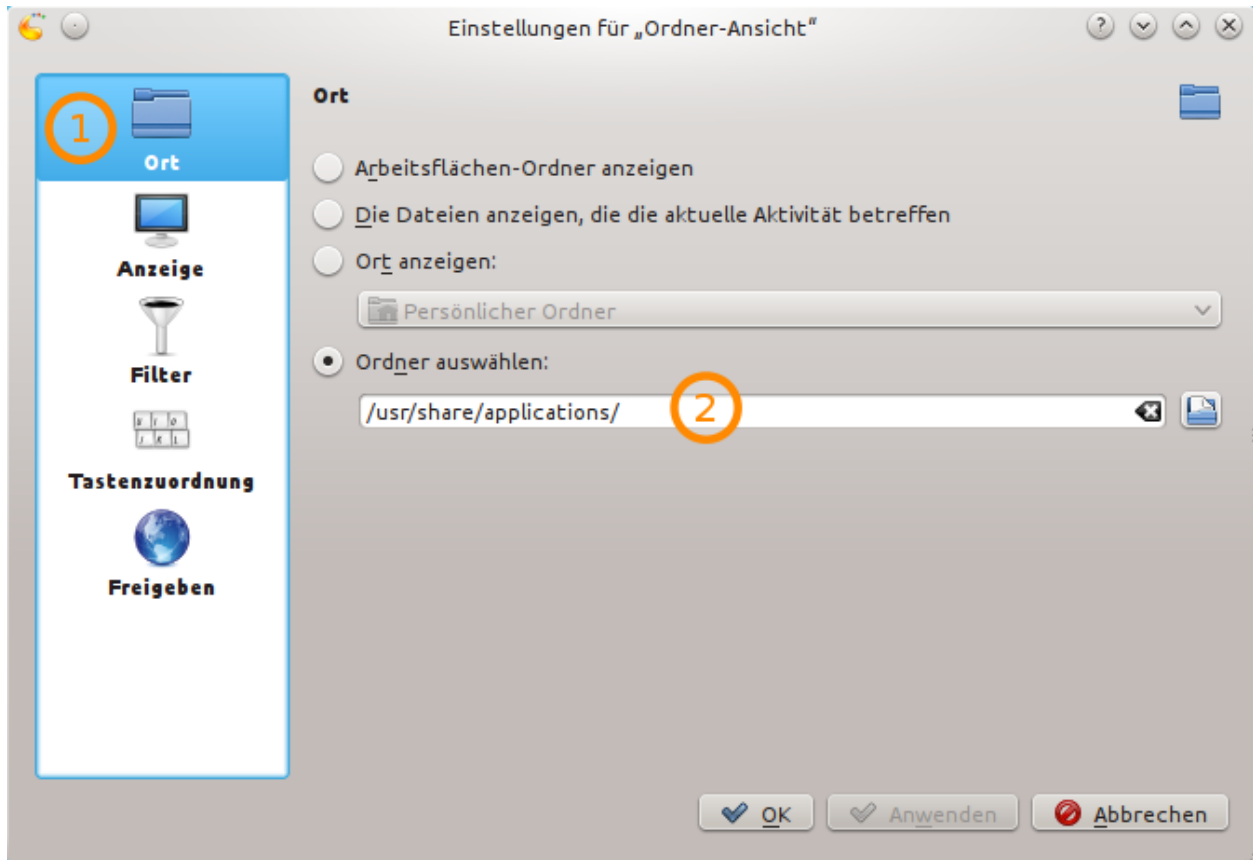 Einstellungen für „Ordner-Ansicht“
1
Ort
Anzeige
Filter
Tastenzuordnung
Freigeben
Ort
Arbeitsflächen-Ordner anzeigen
Die Dateien anzeigen, die die aktuelle Aktivität betreffen
Ort anzeigen:
Persönlicher Ordner
Ordner auswählen:
/usr/share/applications/ 2
OK Anwenden Abbrechen